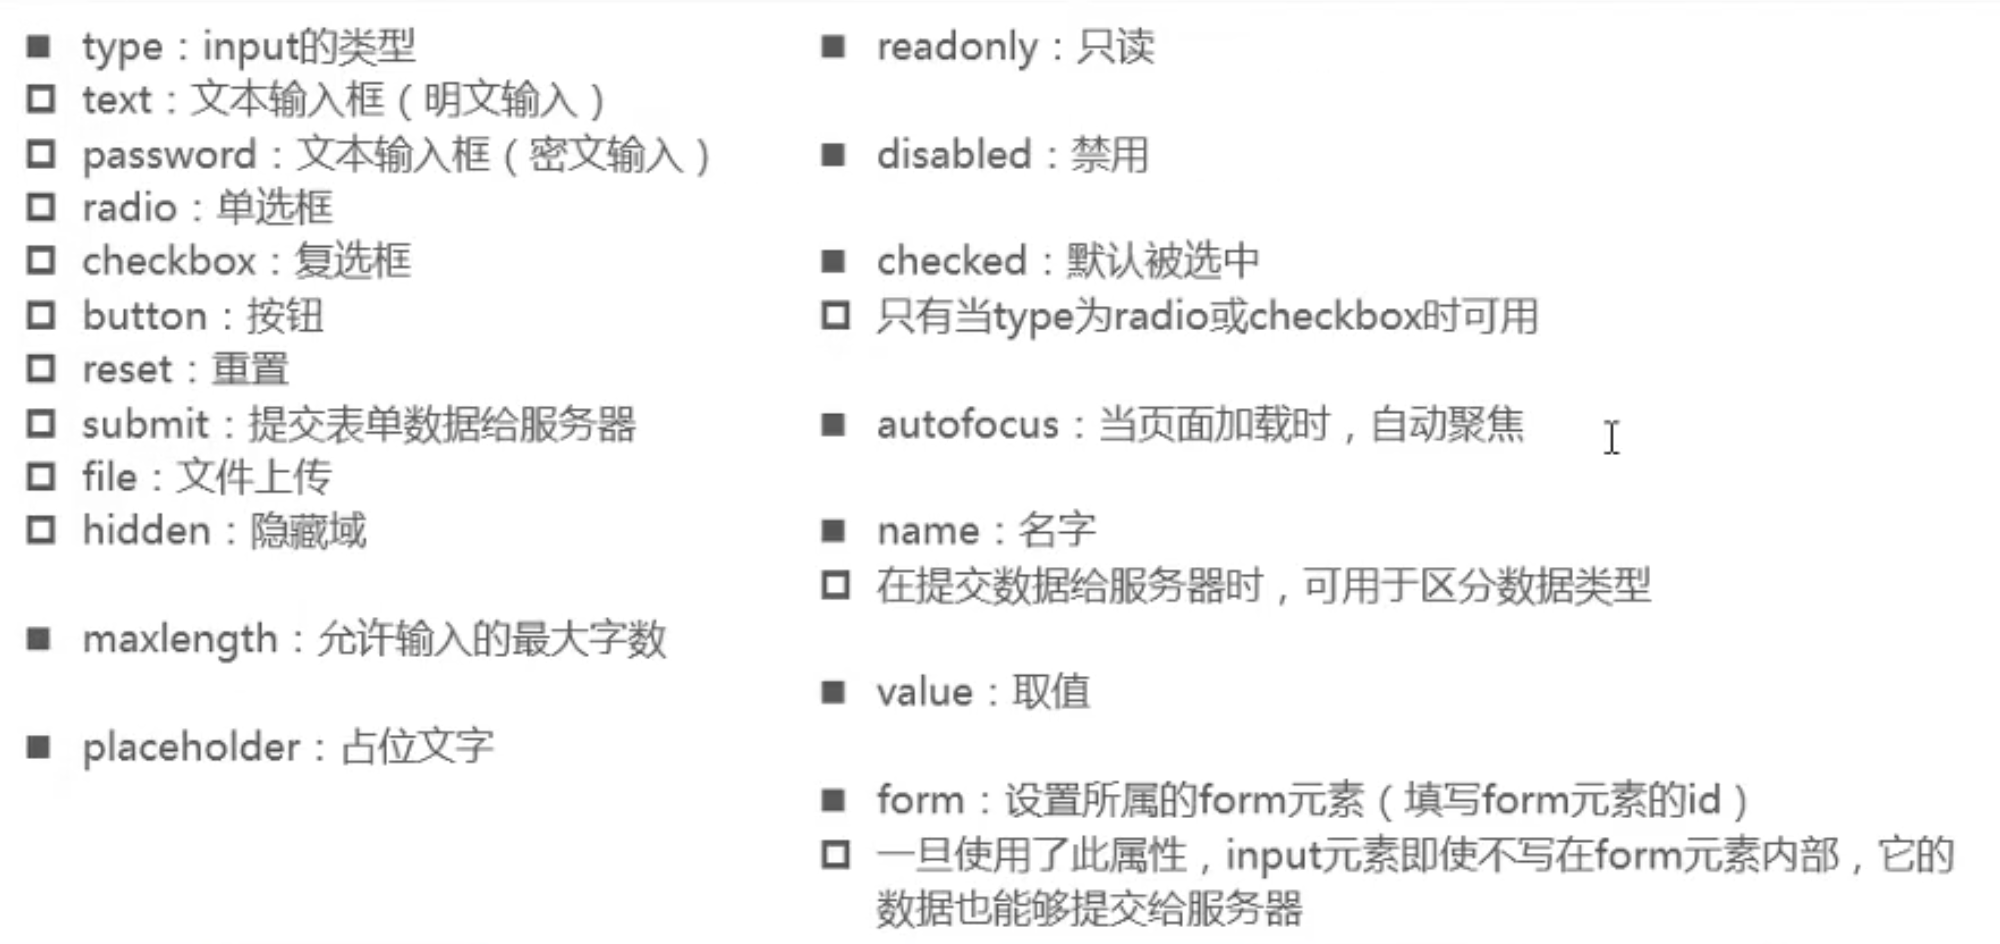 type：input的类型
text：文本输入框（明文输入）
password：文本输入框（密文输入）
radio：单选框
checkbox：复选框
button：按钮
reset：重置
submit：提交表单数据给服务器
file：文件上传
hidden：隐藏域
maxlength：允许输入的最大字数
placeholder：占位文字
readonly：只读
disabled：禁用
checked：默认被选中
只有当type为radio或checkbox时可用
autofocus：当页面加载时，自动聚焦
name：名字
在提交数据给服务器时，可用于区分数据类型
value：取值
form：设置所属的form元素（填写form元素的id）
一旦使用了此属性，input元素即使不写在form元素内部，它的
数据也能够提交给服务器